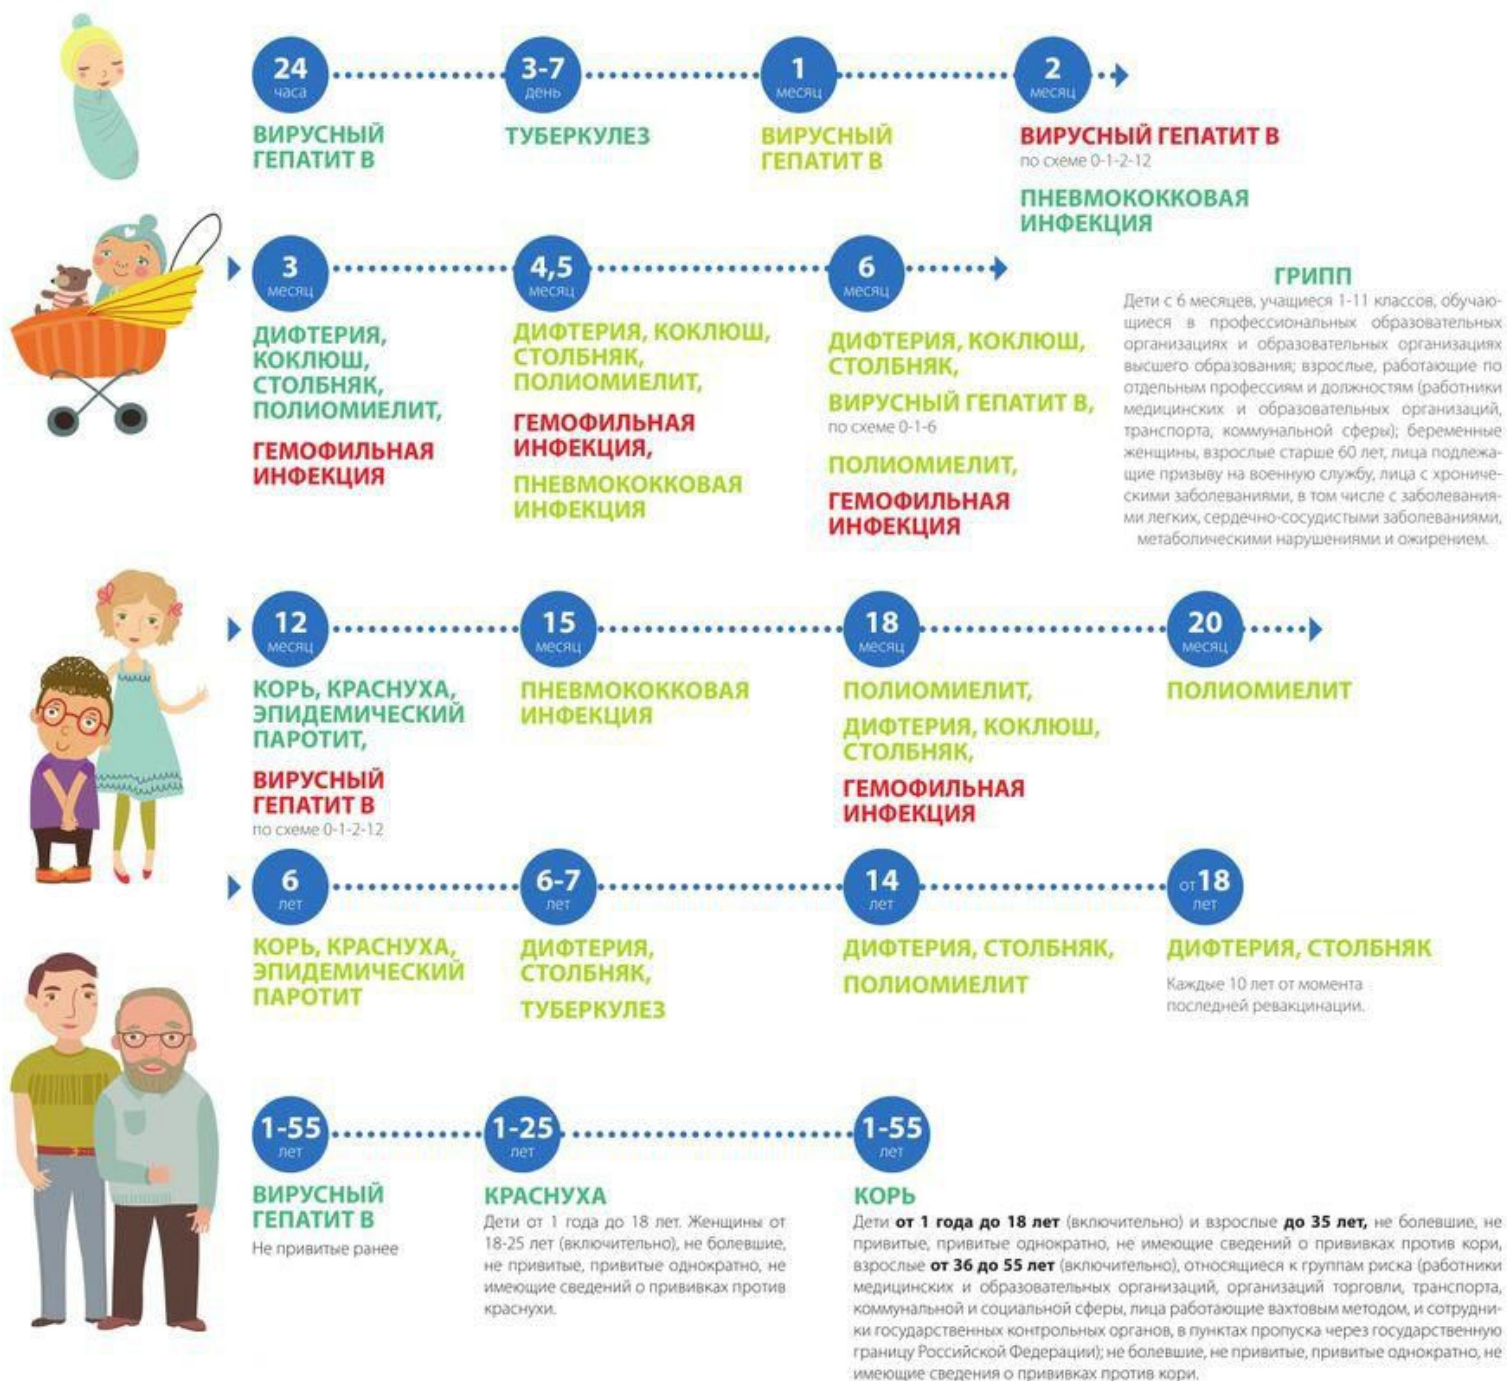 24
часа
ВИРУСНЫЙ
ГЕПАТИТ В
3-7
день
ТУБЕРКУЛЕЗ
1
месяц
ВИРУСНЫЙ
ГЕПАТИТ В
2
месяц
ВИРУСНЫЙ ГЕПАТИТ В
по схеме 0-1-2-12
ПНЕВМОКОККОВАЯ
ИНФЕКЦИЯ
3
месяц
ДИФТЕРИЯ,
КОКЛЮШ,
СТОЛБНЯК,
ПОЛИОМИЕЛИТ,
ГЕМОФИЛЬНАЯ
ИНФЕКЦИЯ
4,5
месяц
ДИФТЕРИЯ, КОКЛЮШ,
СТОЛБНЯК,
ПОЛИОМИЕЛИТ,
ГЕМОФИЛЬНАЯ
ИНФЕКЦИЯ,
ПНЕВМОКОККОВАЯ
ИНФЕКЦИЯ
6
месяц
ДИФТЕРИЯ, КОКЛЮШ,
СТОЛБНЯК,
ВИРУСНЫЙ ГЕПАТИТ В,
по схеме 0-1-6
ПОЛИОМИЕЛИТ,
ГЕМОФИЛЬНАЯ
ИНФЕКЦИЯ
ГРИПП
Дети с 6 месяцев, учащиеся 1-11 классов, обучаю-
щиеся в профессиональных образовательных
организациях и образовательных организациях
высшего образования; взрослые, работающие по
отдельным профессиям и должностям (работники
медицинских и образовательных организаций,
транспорта, коммунальной сферы); беременные
женщины, взрослые старше 60 лет, лица подлежа-
щие призыву на военную службу, лица с хрониче-
скими заболеваниями, в том числе с заболевания-
ми легких, сердечно-сосудистыми заболеваниями,
метаболическими нарушениями и ожирением.
12
месяц
КОРЬ, КРАСНУХА,
ЭПИДЕМИЧЕСКИЙ
ПАРОТИТ,
ВИРУСНЫЙ
ГЕПАТИТ В
по схеме 0-1-2-12
15
месяц
ПНЕВМОКОККОВАЯ
ИНФЕКЦИЯ
18
месяц
ПОЛИОМИЕЛИТ,
ДИФТЕРИЯ, КОКЛЮШ,
СТОЛБНЯК,
ГЕМОФИЛЬНАЯ
ИНФЕКЦИЯ
20
месяц
ПОЛИОМИЕЛИТ
6
лет
КОРЬ, КРАСНУХА,
ЭПИДЕМИЧЕСКИЙ
ПАРОТИТ
6-7
лет
ДИФТЕРИЯ,
СТОЛБНЯК,
ТУБЕРКУЛЕЗ
14
лет
ДИФТЕРИЯ, СТОЛБНЯК,
ПОЛИОМИЕЛИТ
от 18
лет
ДИФТЕРИЯ, СТОЛБНЯК
Каждые 10 лет от момента
последней ревакцинации.
1-55
лет
ВИРУСНЫЙ
ГЕПАТИТ В
Не привитые ранее
1-25
лет
КРАСНУХА
Дети от 1 года до 18 лет. Женщины от
18-25 лет (включительно), не болевшие,
не привитые, привитые однократно, не
имеющие сведений о прививках против
краснухи.
1-55
лет
КОРЬ
Дети от 1 года до 18 лет (включительно) и взрослые до 35 лет, не болевшие, не
привитые, привитые однократно, не имеющие сведений о прививках против кори,
взрослые от 36 до 55 лет (включительно), относящиеся к группам риска (работники
медицинских и образовательных организаций, организаций торговли, транспорта,
коммунальной и социальной сферы, лица работающие вахтовым методом, и сотрудни-
ки государственных контрольных органов, в пунктах пропуска через государственную
границу Российской Федерации); не болевшие, не привитые, привитые однократно, не
имеющие сведения о прививках против кори.